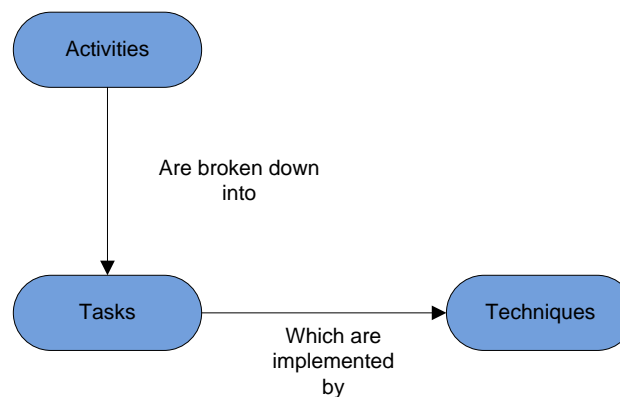 Activities
Are broken down
into
Tasks
Techniques
Which are
implemented
by